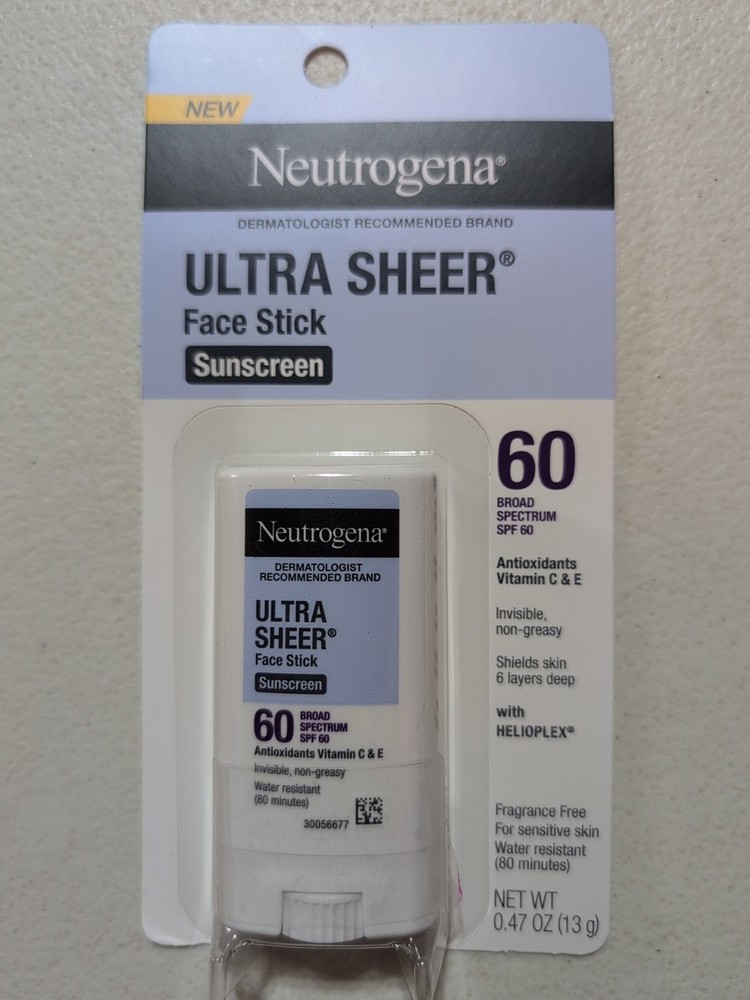 NEW
Neutrogena®
DERMATOLOGIST RECOMMENDED BRAND
ULTRA SHEER®
Face Stick
Sunscreen
60
BROAD
SPECTRUM
SPF 60
Antioxidants
Vitamin C & E
Invisible,
non-greasy
Shields skin
6 layers deep
with
HELIOPLEX®
Fragrance Free
For sensitive skin
Water resistant
(80 minutes)
NET WT
0.47 OZ (13 g)
Neutrogena®
DERMATOLOGIST
RECOMMENDED BRAND
ULTRA
SHEER®
Face Stick
Sunscreen
60 BROAD
SPECTRUM
SPF 60
Antioxidants Vitamin C & E
Invisible, non-greasy
Water resistant
(80 minutes)
30056677